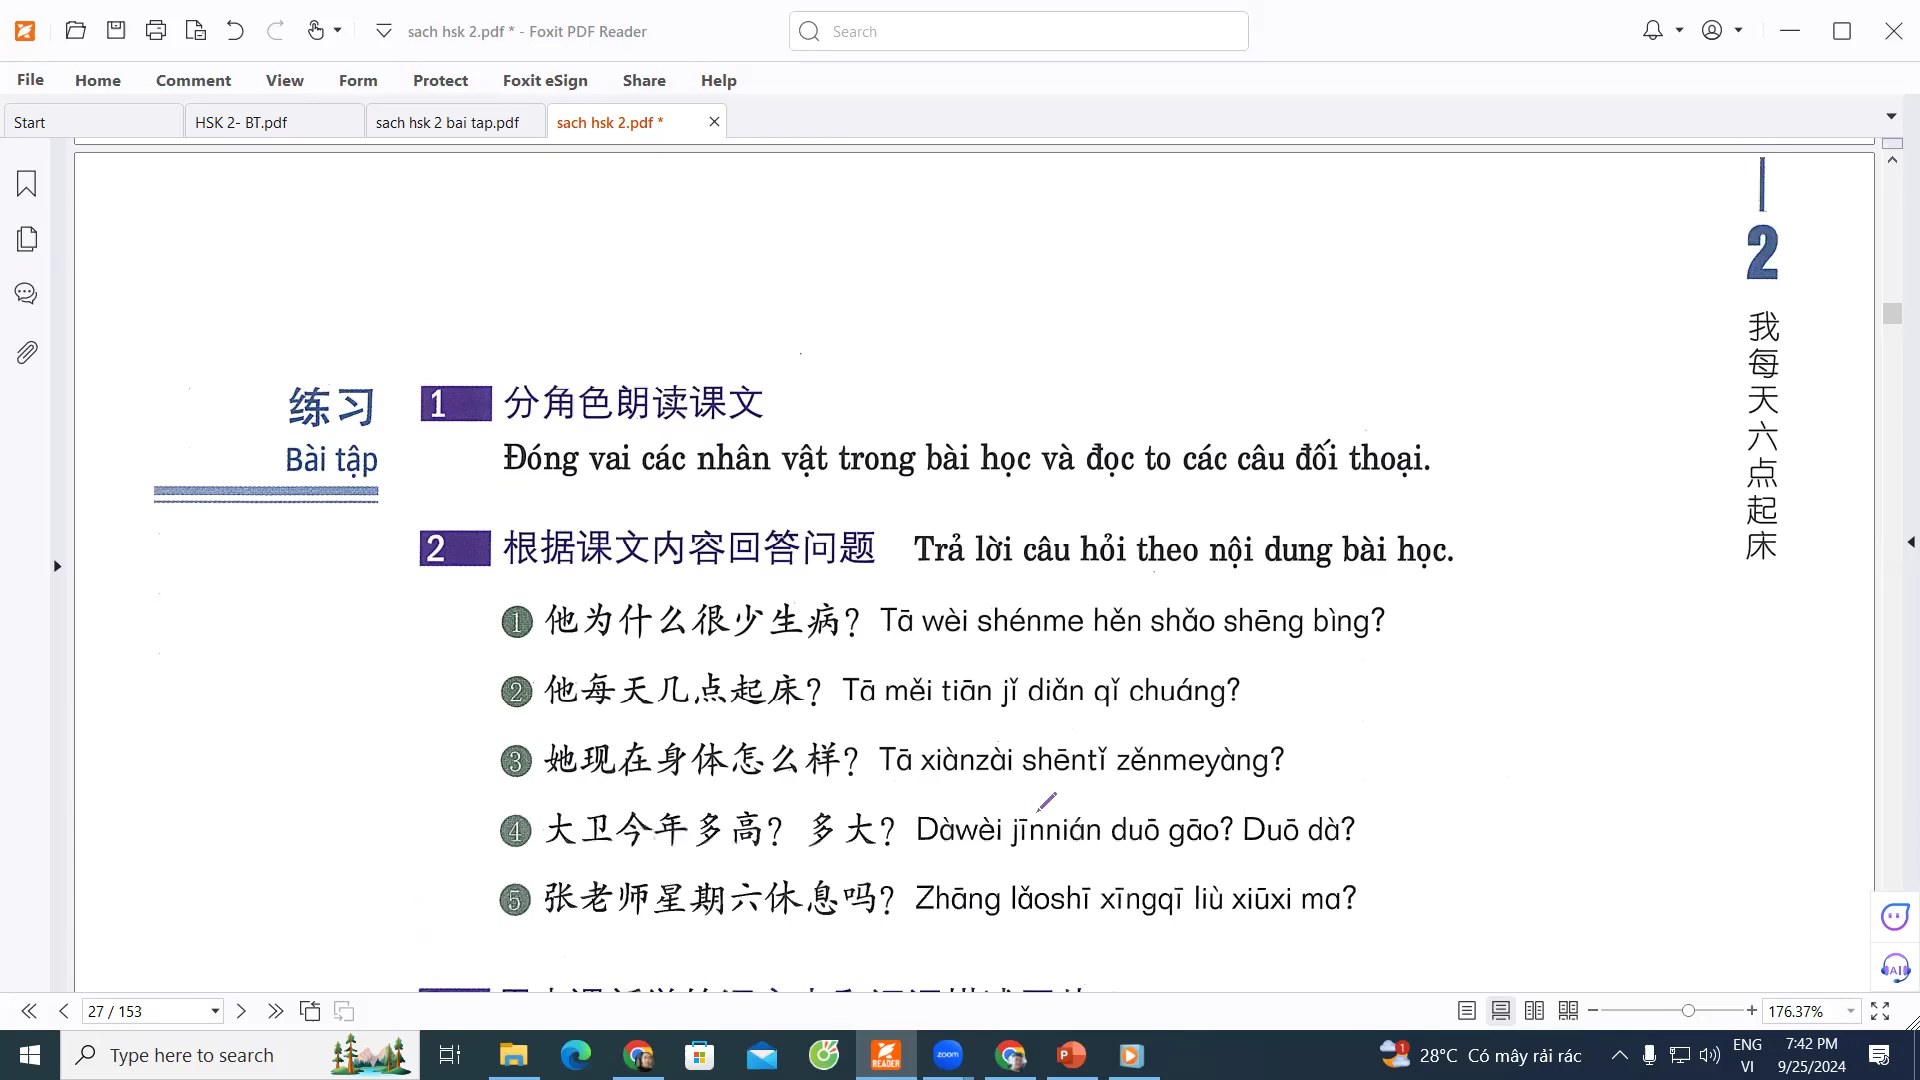 sach hsk 2.pdf * - Foxit PDF Reader
Search
File Home Comment View Form Protect Foxit eSign Share Help
Start
HSK 2- BT.pdf
sach hsk 2 bai tap.pdf
sach hsk 2.pdf *
2
我每天六点起床
练习
Bài tập
1 分角色朗读课文
Đóng vai các nhân vật trong bài học và đọc to các câu đối thoại.
2 根据课文内容回答问题 Trả lời câu hỏi theo nội dung bài học.
1 他为什么很少生病？ Tā wèi shénme hěn shǎo shēng bìng?
2 他每天几点起床？ Tā měi tiān jǐ diǎn qǐ chuáng?
3 她现在身体怎么样？ Tā xiànzài shēntǐ zěnmeyàng?
4 大卫今年多高？ 多大？ Dàwèi jīnnián duō gāo? Duō dà?
5 张老师星期六休息吗？ Zhāng lǎoshī xīngqī liù xiūxi ma?
27 / 153
176.37%
Type here to search
READER
zoom
1
28°C Có mây rải rác
ENG
VI
7:42 PM
9/25/2024